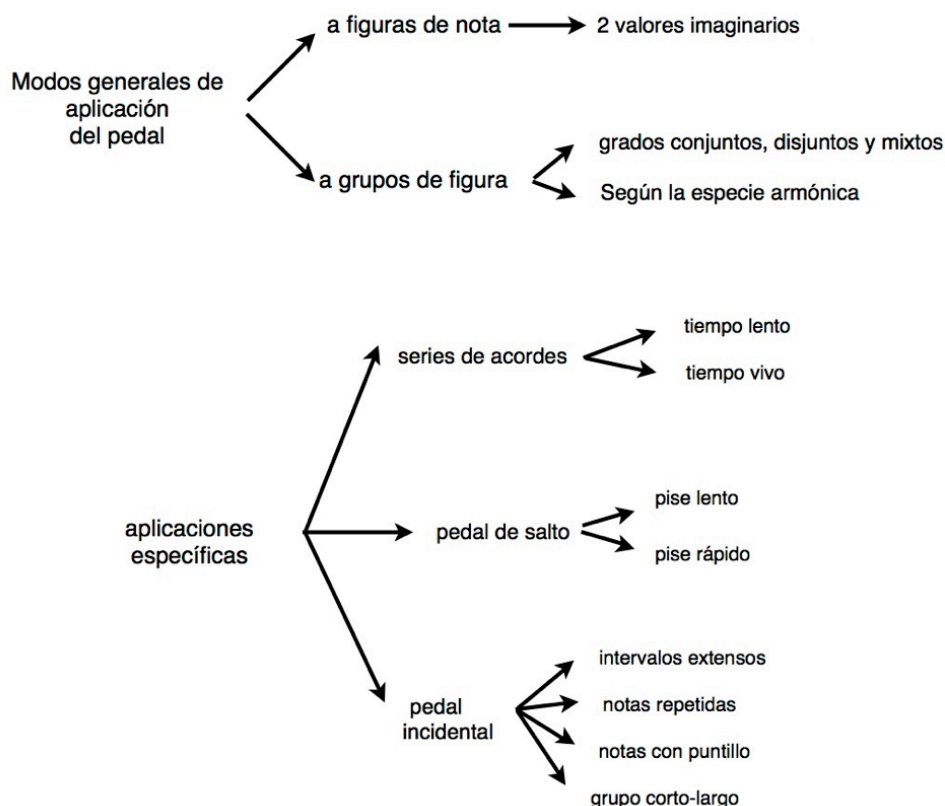 a figuras de nota
2 valores imaginarios
Modos generales de
aplicación
del pedal
grados conjuntos, disjuntos y mixtos
a grupos de figura
Según la especie armónica
tiempo lento
series de acordes
tiempo vivo
pise lento
aplicaciones
específicas
pedal de salto
pise rápido
intervalos extensos
pedal
incidental
notas repetidas
notas con puntillo
grupo corto-largo